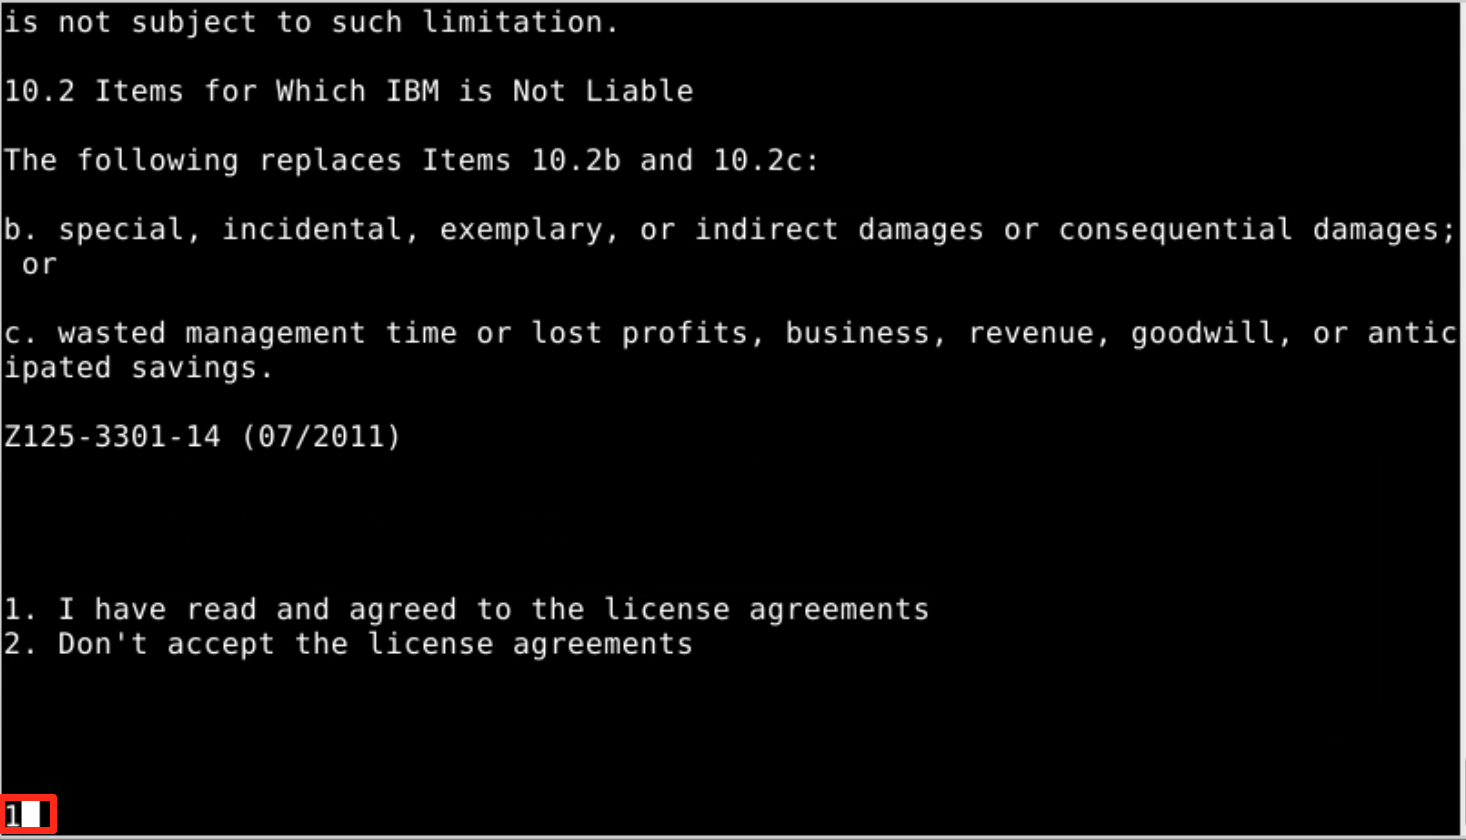 is not subject to such limitation.
10.2 Items for Which IBM is Not Liable
The following replaces Items 10.2b and 10.2c:
b. special, incidental, exemplary, or indirect damages or consequential damages;
 or
c. wasted management time or lost profits, business, revenue, goodwill, or antic
ipated savings.
Z125-3301-14 (07/2011)
1. I have read and agreed to the license agreements
2. Don't accept the license agreements
1